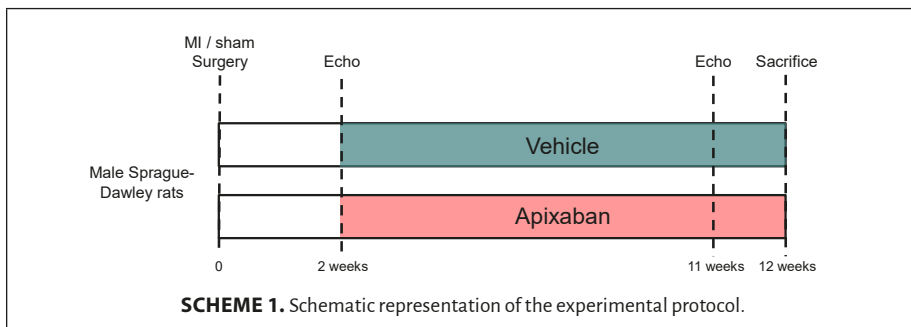 MI / sham
Surgery
Echo
Echo
Sacrifice
Male Sprague-
Dawley rats
Vehicle
Apixaban
0
2 weeks
11 weeks
12 weeks
SCHEME 1. Schematic representation of the experimental protocol.